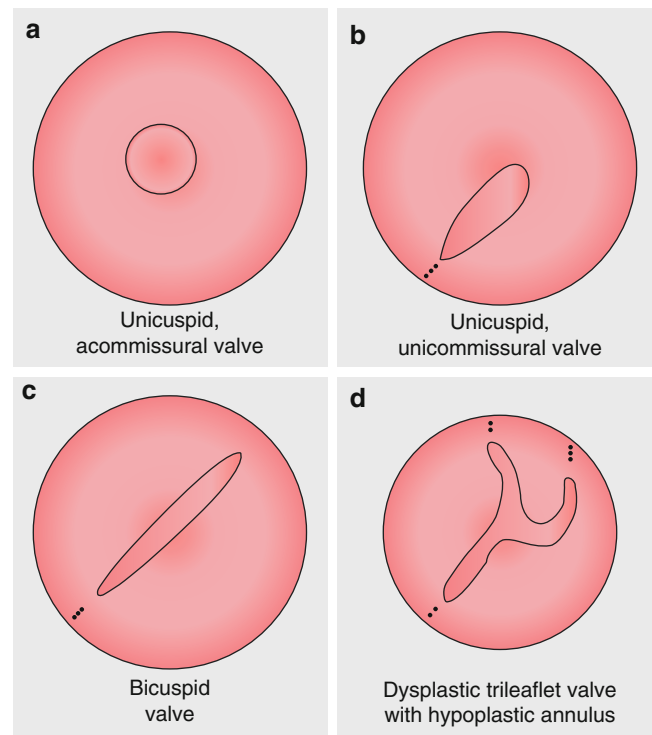 a
Unicuspid,
acommissural valve
b
Unicuspid,
unicommissural valve
c
Bicuspid
valve
d
Dysplastic trileaflet valve
with hypoplastic annulus